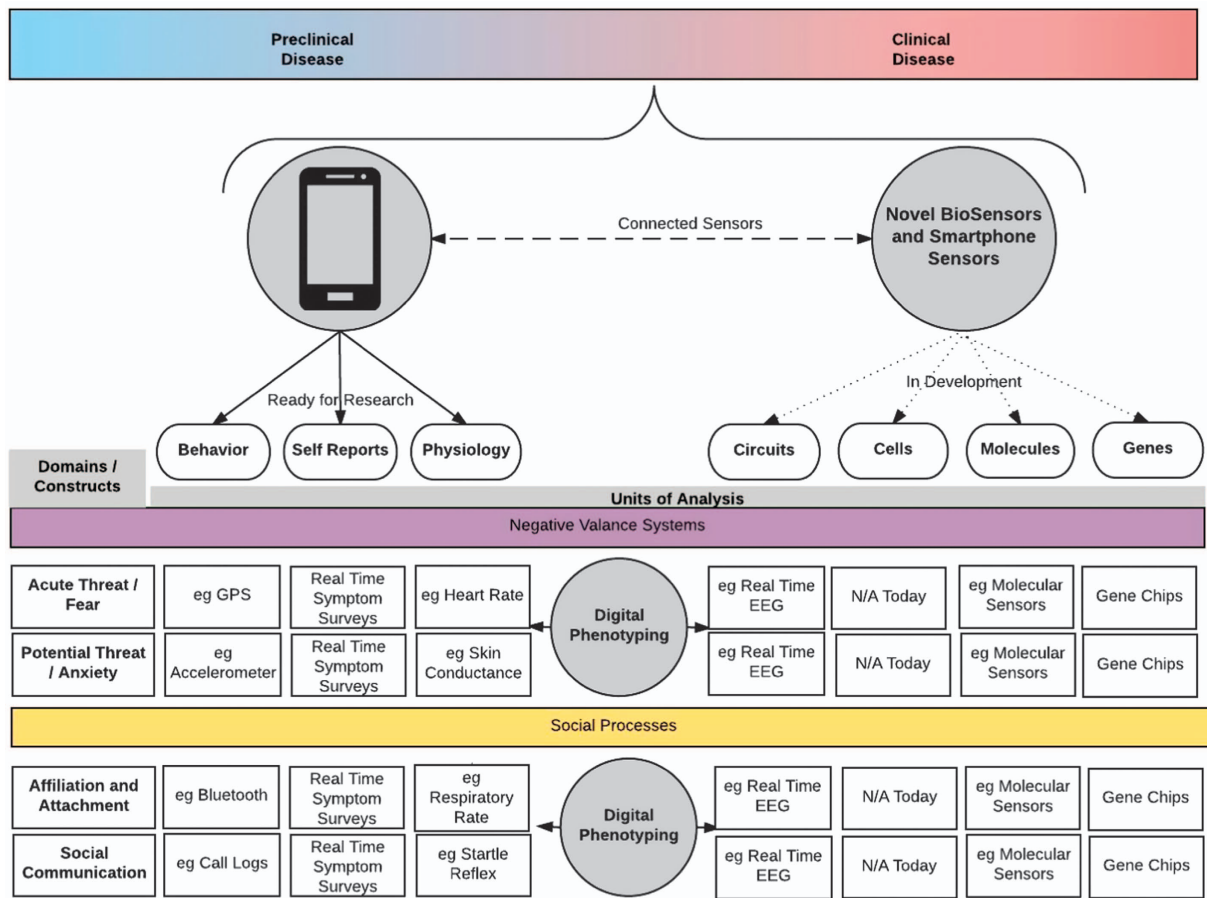 Preclinical
Disease
Clinical
Disease
Connected Sensors
Novel BioSensors
and Smartphone
Sensors
Ready for Research
In Development
Behavior
Self Reports
Physiology
Circuits
Cells
Molecules
Genes
Domains /
Constructs
Units of Analysis
Negative Valance Systems
Acute Threat /
Fear
eg GPS
Real Time
Symptom
Surveys
eg Heart Rate
Digital
Phenotyping
eg Real Time
EEG
N/A Today
eg Molecular
Sensors
Gene Chips
Potential Threat
/ Anxiety
eg
Accelerometer
Real Time
Symptom
Surveys
eg Skin
Conductance
eg Real Time
EEG
N/A Today
eg Molecular
Sensors
Gene Chips
Social Processes
Affiliation and
Attachment
eg Bluetooth
Real Time
Symptom
Surveys
eg
Respiratory
Rate
Digital
Phenotyping
eg Real Time
EEG
N/A Today
eg Molecular
Sensors
Gene Chips
Social
Communication
eg Call Logs
Real Time
Symptom
Surveys
eg Startle
Reflex
eg Real Time
EEG
N/A Today
eg Molecular
Sensors
Gene Chips